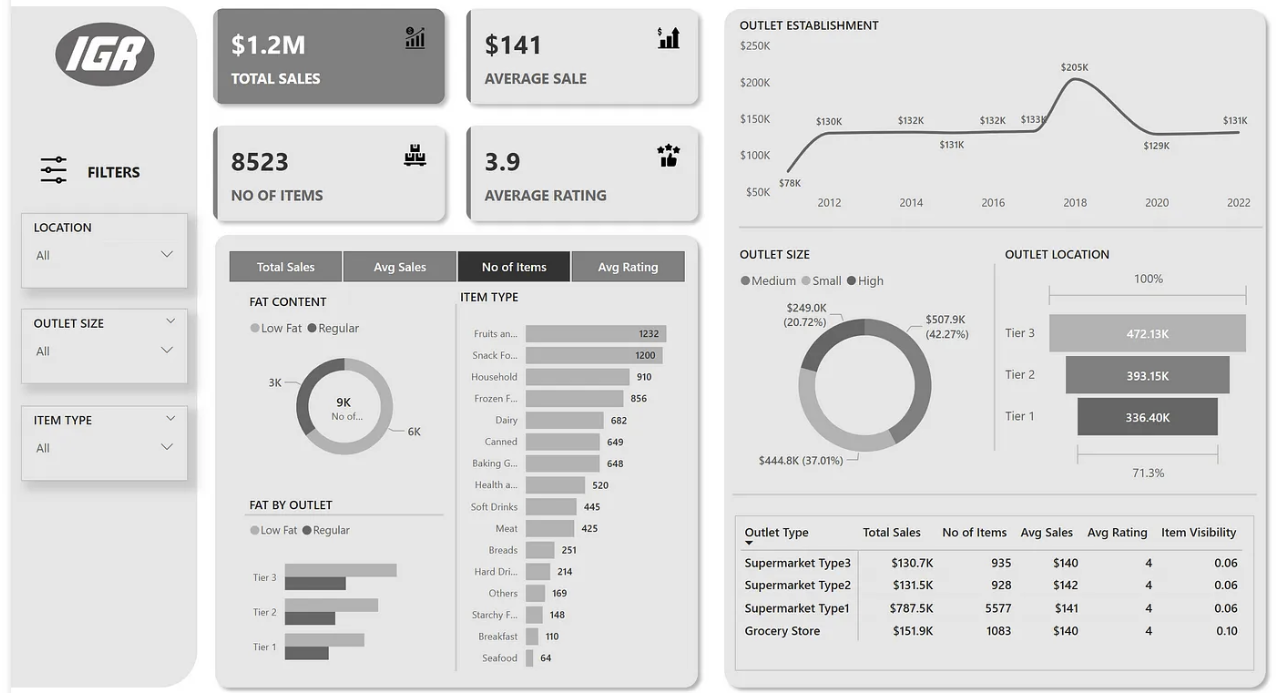 IGR
FILTERS
LOCATION
All
OUTLET SIZE
All
ITEM TYPE
All
$1.2M
TOTAL SALES
$141
AVERAGE SALE
8523
NO OF ITEMS
3.9
AVERAGE RATING
Total Sales Avg Sales No of Items Avg Rating
FAT CONTENT
Low Fat Regular
3K
9K
No of...
6K
FAT BY OUTLET
Low Fat Regular
Tier 3
Tier 2
Tier 1
ITEM TYPE
Fruits an... 1232
Snack Fo... 1200
Household 910
Frozen F... 856
Dairy 682
Canned 649
Baking G... 648
Health a... 520
Soft Drinks 445
Meat 425
Breads 251
Hard Dri... 214
Others 169
Starchy F... 148
Breakfast 110
Seafood 64
OUTLET ESTABLISHMENT
$250K
$200K
$150K
$100K
$50K
$78K $130K $132K $131K $132K $133K $205K $129K $131K
2012 2014 2016 2018 2020 2022
OUTLET SIZE
Medium Small High
$249.0K
(20.72%)
$507.9K
(42.27%)
$444.8K (37.01%)
OUTLET LOCATION
100%
Tier 3 472.13K
Tier 2 393.15K
Tier 1 336.40K
71.3%
Outlet Type Total Sales No of Items Avg Sales Avg Rating Item Visibility
Supermarket Type3 $130.7K 935 $140 4 0.06
Supermarket Type2 $131.5K 928 $142 4 0.06
Supermarket Type1 $787.5K 5577 $141 4 0.06
Grocery Store $151.9K 1083 $140 4 0.10